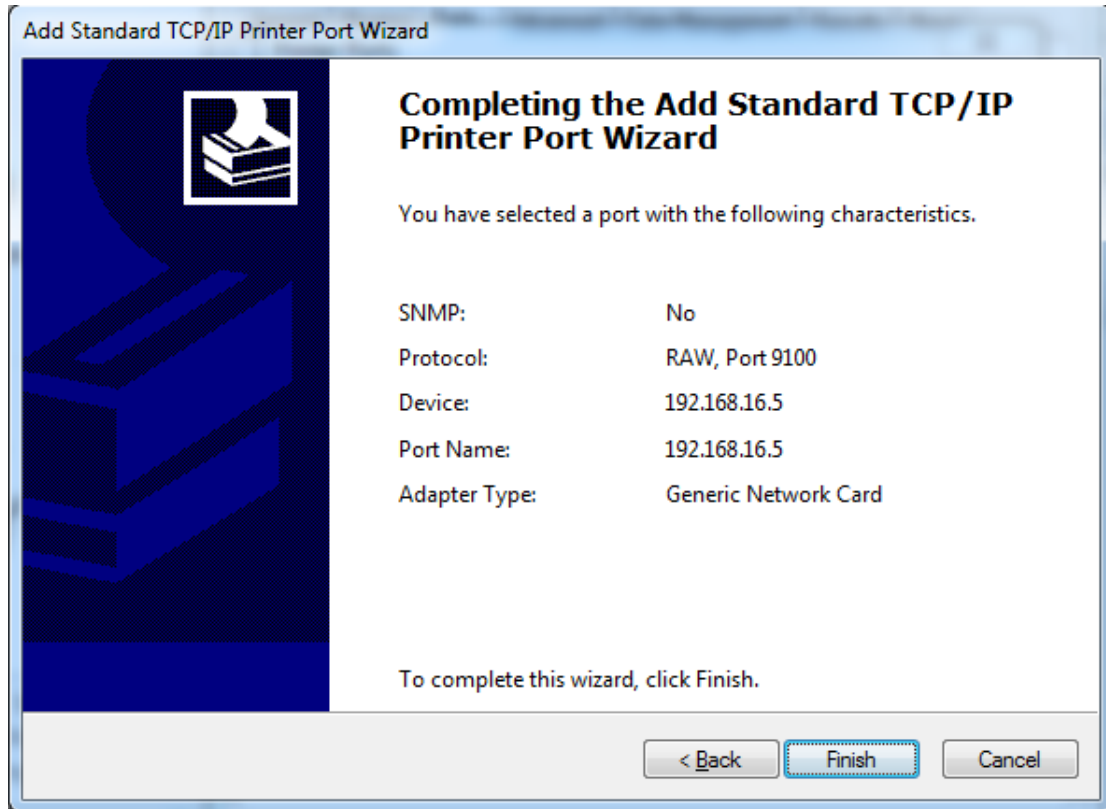 Add Standard TCP/IP Printer Port Wizard
Completing the Add Standard TCP/IP
Printer Port Wizard
You have selected a port with the following characteristics.
SNMP: No
Protocol: RAW, Port 9100
Device: 192.168.16.5
Port Name: 192.168.16.5
Adapter Type: Generic Network Card
To complete this wizard, click Finish.
< Back Finish Cancel